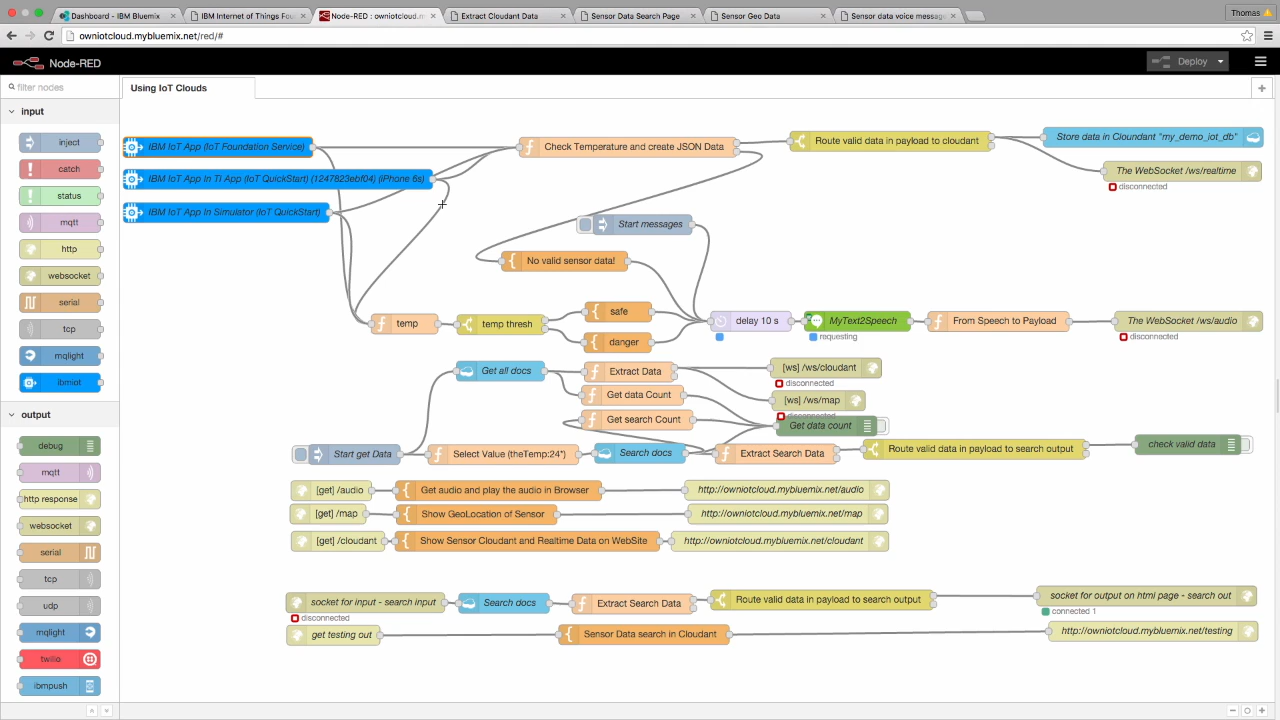 Dashboard - IBM Bluemix
IBM Internet of Things Fou
Node-RED : owniotcloud.m
Extract Cloudant Data
Sensor Data Search Page
Sensor Geo Data
Sensor data voice messag
Thomas
owniotcloud.mybluemix.net/red/#
Node-RED
Deploy
filter nodes
Using IoT Clouds
input
inject
catch
status
mqtt
http
websocket
serial
tcp
mqlight
ibmiot
output
debug
mqtt
http response
websocket
serial
tcp
udp
mqlight
twilio
ibmpush
IBM IoT App (IoT Foundation Service)
Check Temperature and create JSON Data
Route valid data in payload to cloudant
Store data in Cloundant "my_demo_iot_db"
IBM IoT App in TI App (IoT QuickStart) (1247823ebf04) (iPhone 6s)
The WebSocket /ws/realtime
disconnected
IBM IoT App in Simulator (IoT QuickStart)
Start messages
No valid sensor data!
temp
temp thresh
safe
danger
delay 10 s
MyText2Speech
requesting
From Speech to Payload
The WebSocket /ws/audio
disconnected
Get all docs
Extract Data
[ws] /ws/cloudant
disconnected
Get data Count
[ws] /ws/map
disconnected
Get search Count
Get data count
Start get Data
Select Value (theTemp:24*)
Search docs
Extract Search Data
Route valid data in payload to search output
check valid data
[get] /audio
Get audio and play the audio in Browser
http://owniotcloud.mybluemix.net/audio
[get] /map
Show GeoLocation of Sensor
http://owniotcloud.mybluemix.net/map
[get] /cloudant
Show Sensor Cloudant and Realtime Data on WebSite
http://owniotcloud.mybluemix.net/cloudant
socket for input - search input
disconnected
Search docs
Extract Search Data
Route valid data in payload to search output
socket for output on html page - search out
connected 1
get testing out
Sensor Data search in Cloudant
http://owniotcloud.mybluemix.net/testing